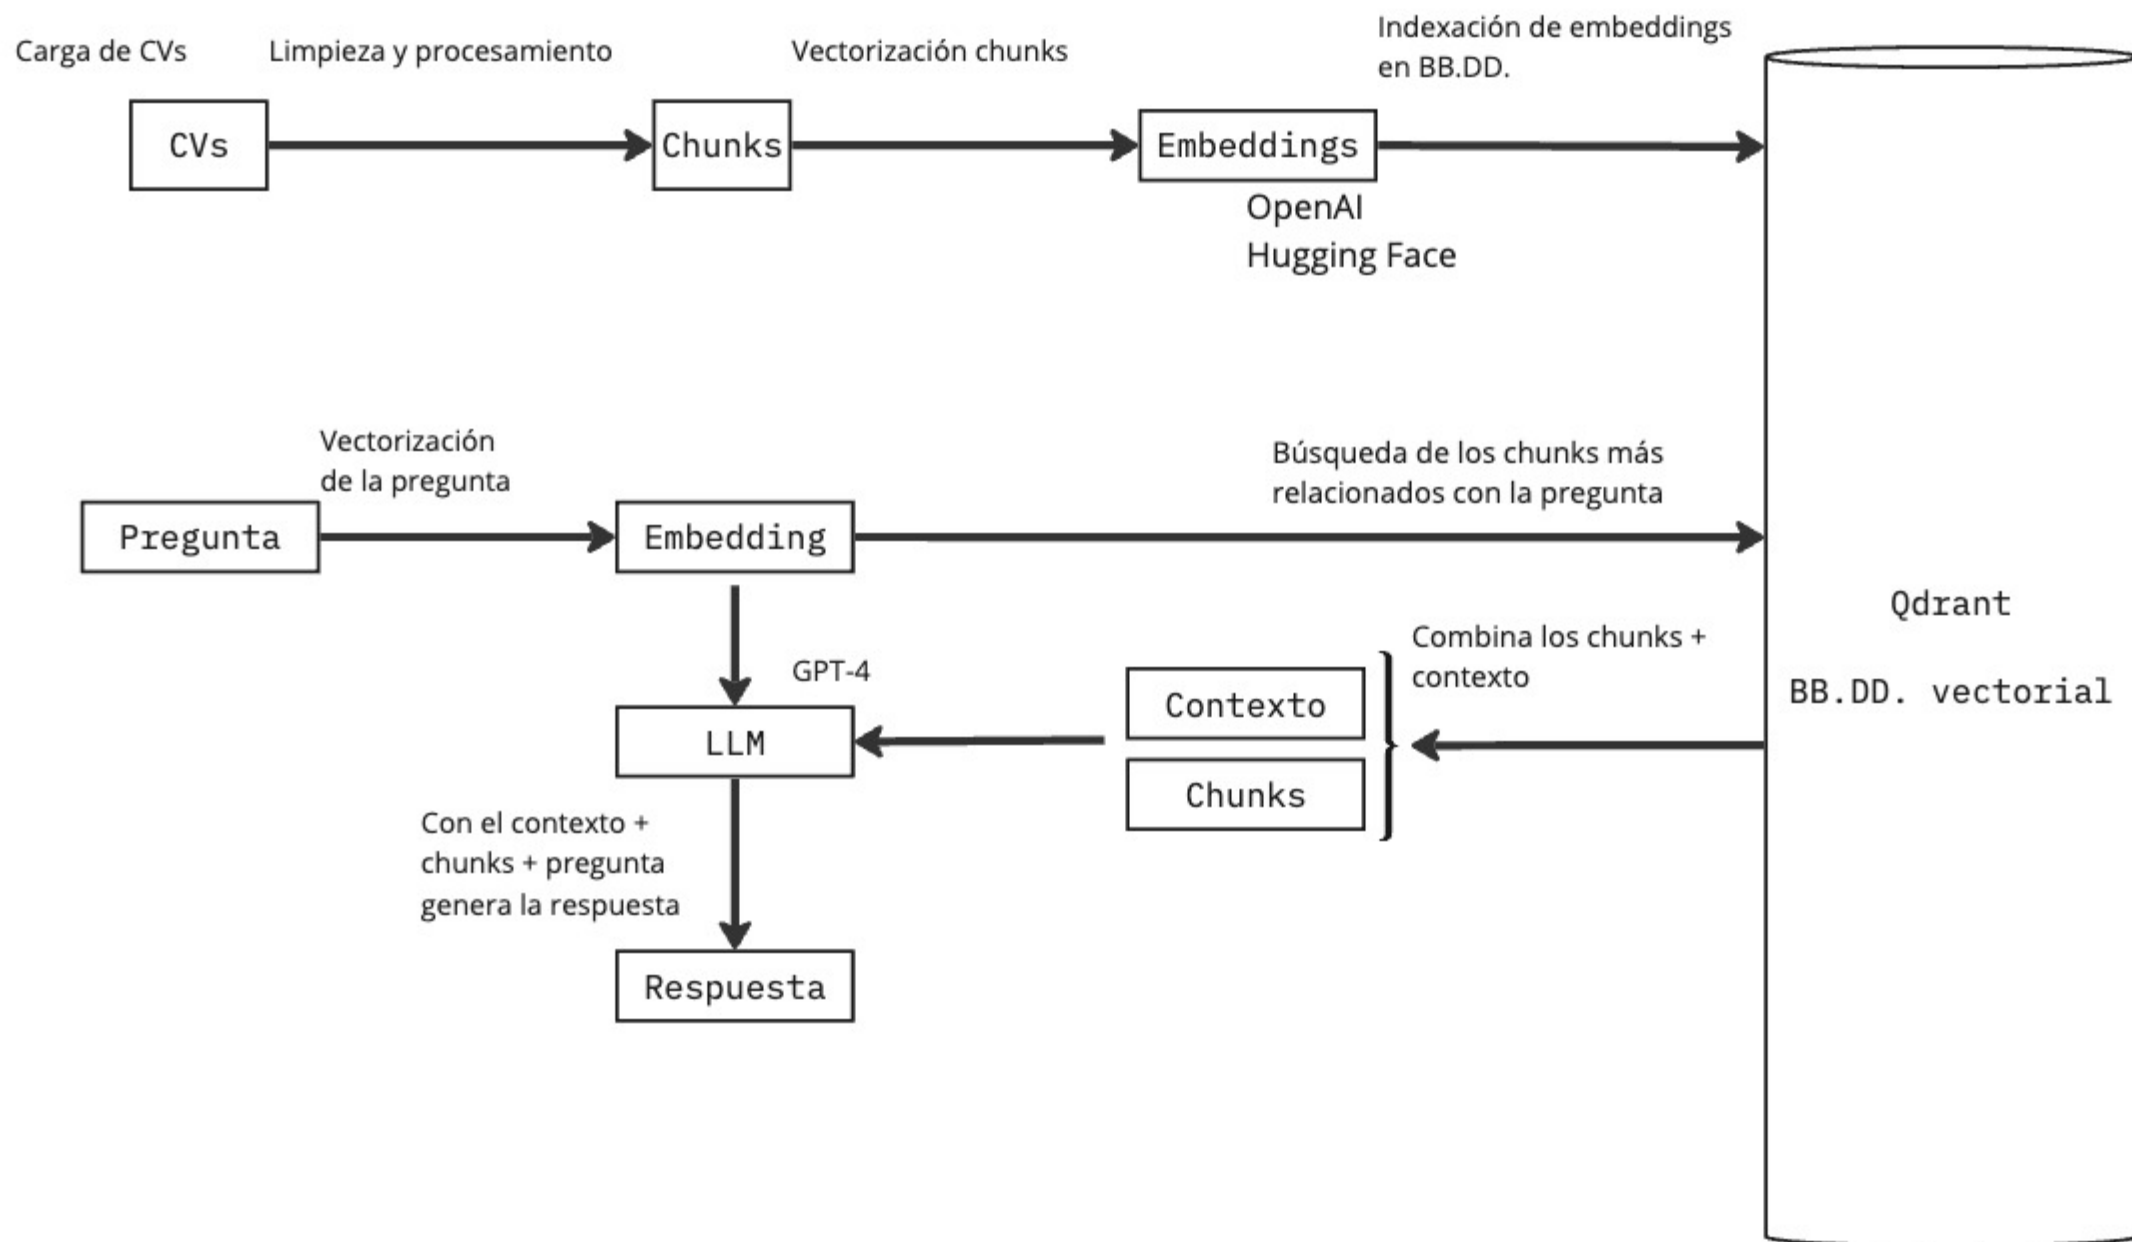 Carga de CVs
Limpieza y procesamiento
Vectorización chunks
Indexación de embeddings
en BB.DD.
CVs
Chunks
Embeddings
OpenAI
Hugging Face
Vectorización
de la pregunta
Búsqueda de los chunks más
relacionados con la pregunta
Pregunta
Embedding
Qdrant
BB.DD. vectorial
Combina los chunks +
contexto
GPT-4
Contexto
LLM
Chunks
Con el contexto +
chunks + pregunta
genera la respuesta
Respuesta